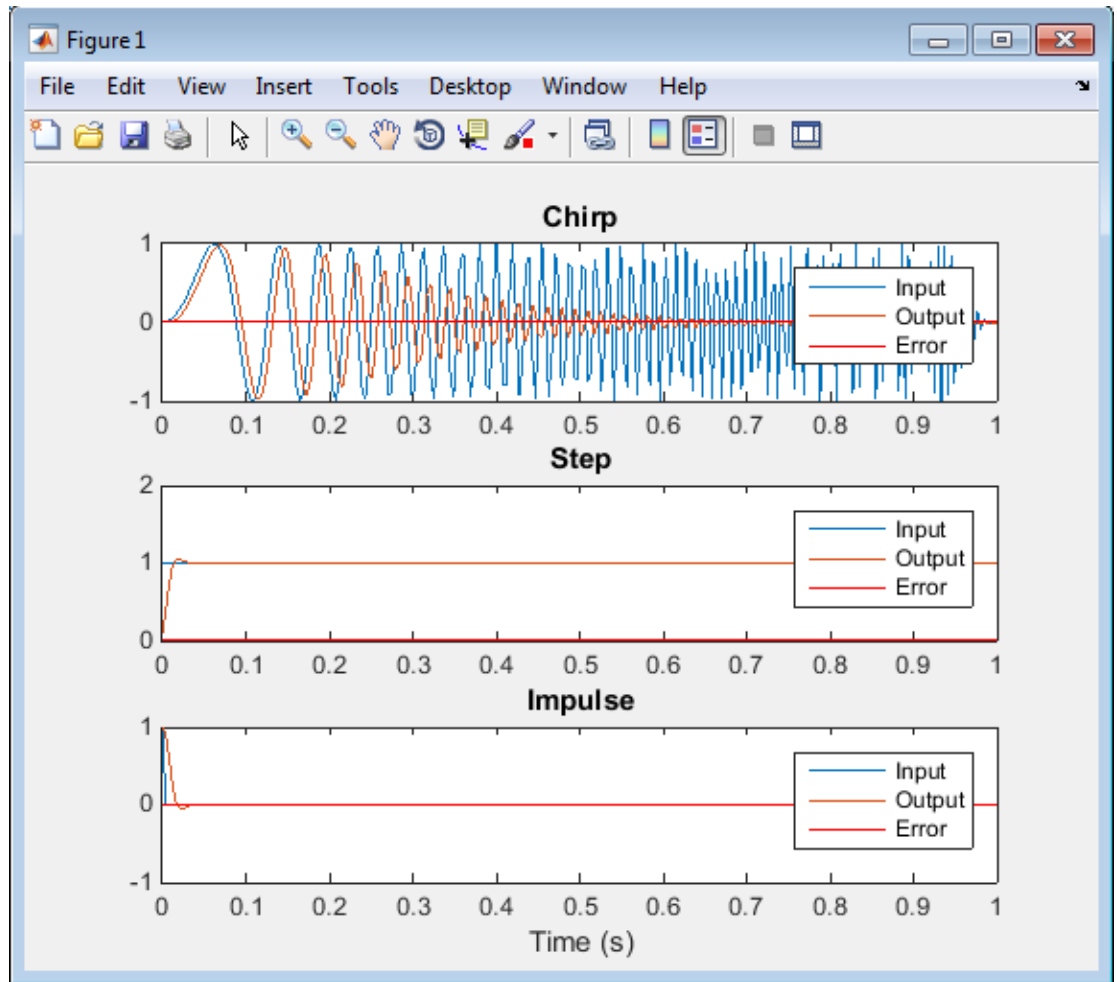 Figure 1
File Edit View Insert Tools Desktop Window Help
Chirp
1
0
-1
0 0.1 0.2 0.3 0.4 0.5 0.6 0.7 0.8 0.9 1
Input
Output
Error
Step
2
1
0
0 0.1 0.2 0.3 0.4 0.5 0.6 0.7 0.8 0.9 1
Input
Output
Error
Impulse
1
0
-1
0 0.1 0.2 0.3 0.4 0.5 0.6 0.7 0.8 0.9 1
Input
Output
Error
Time (s)